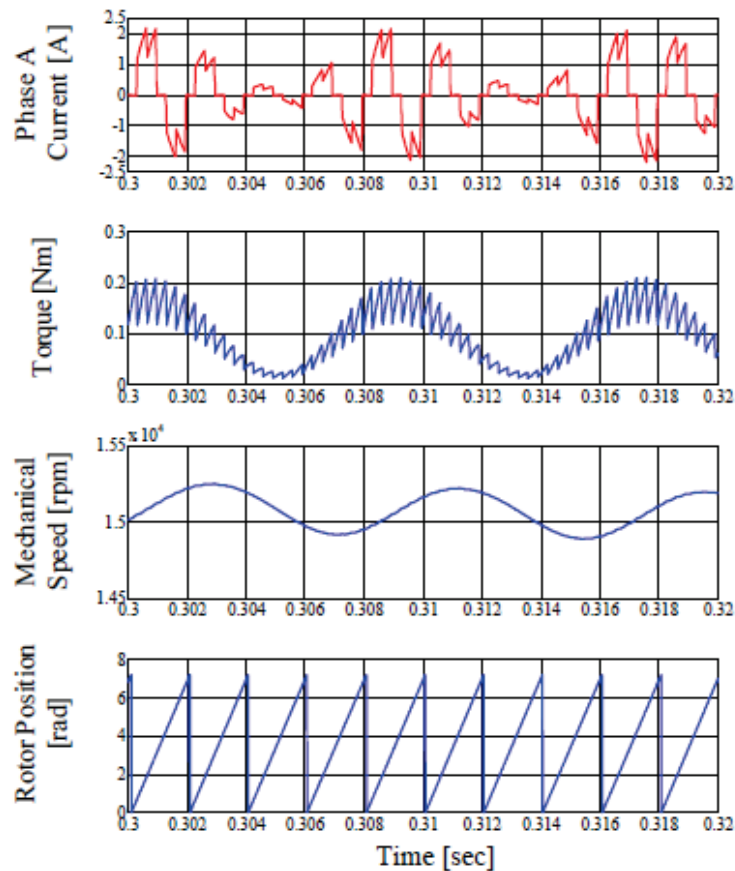 Phase A
Current [A]
2.5
2
1
0
-1
-2
-2.5
0.3 0.302 0.304 0.306 0.308 0.31 0.312 0.314 0.316 0.318 0.32
Torque [Nm]
0.3
0.2
0.1
0
0.3 0.302 0.304 0.306 0.308 0.31 0.312 0.314 0.316 0.318 0.32
Mechanical
Speed [rpm]
x 10⁴
1.55
1.5
1.45
0.3 0.302 0.304 0.306 0.308 0.31 0.312 0.314 0.316 0.318 0.32
Rotor Position
[rad]
8
6
4
2
0
0.3 0.302 0.304 0.306 0.308 0.31 0.312 0.314 0.316 0.318 0.32
Time [sec]